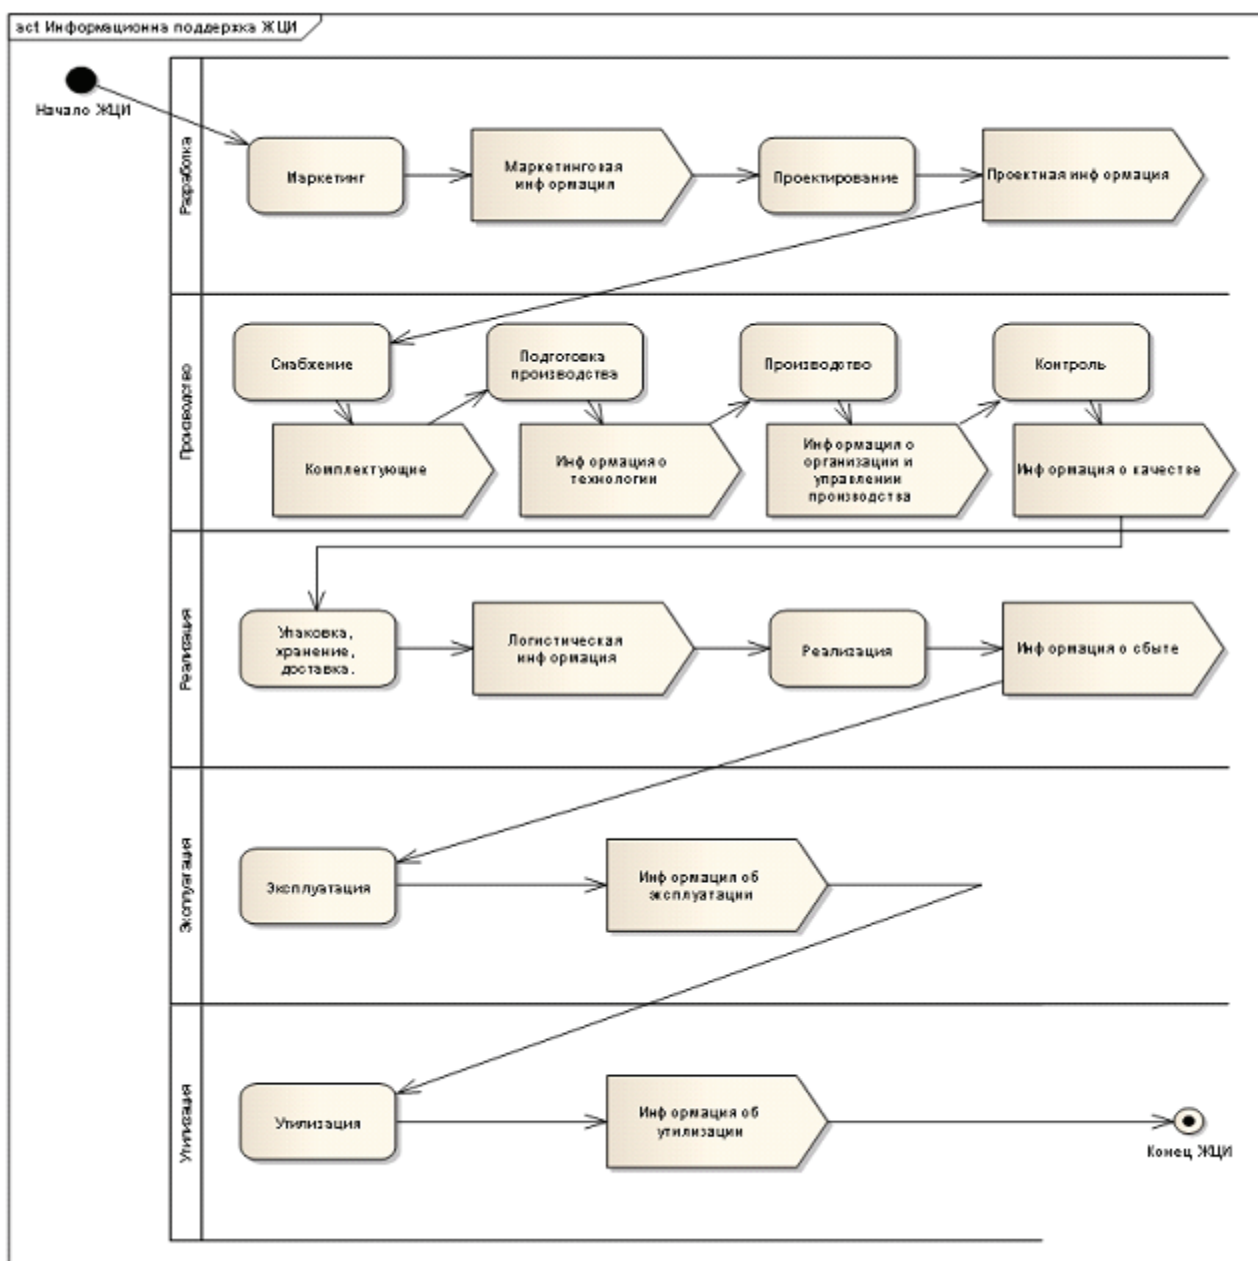 act Информационна поддержка ЖЦИ
Начало ЖЦИ
Разработка
Маркетинг
Маркетинговая
информация
Проектирование
Проектная информация
Производство
Снабжение
Подготовка
производства
Производство
Контроль
Комплектующие
Информация о
технологии
Информация о
организации и
управлении
производства
Информация о качестве
Реализация
Упаковка,
хранение,
доставка.
Логистическая
информация
Реализация
Информация о сбыте
Эксплуатация
Эксплуатация
Информация об
эксплуатации
Утилизация
Утилизация
Информация об
утилизации
Конец ЖЦИ